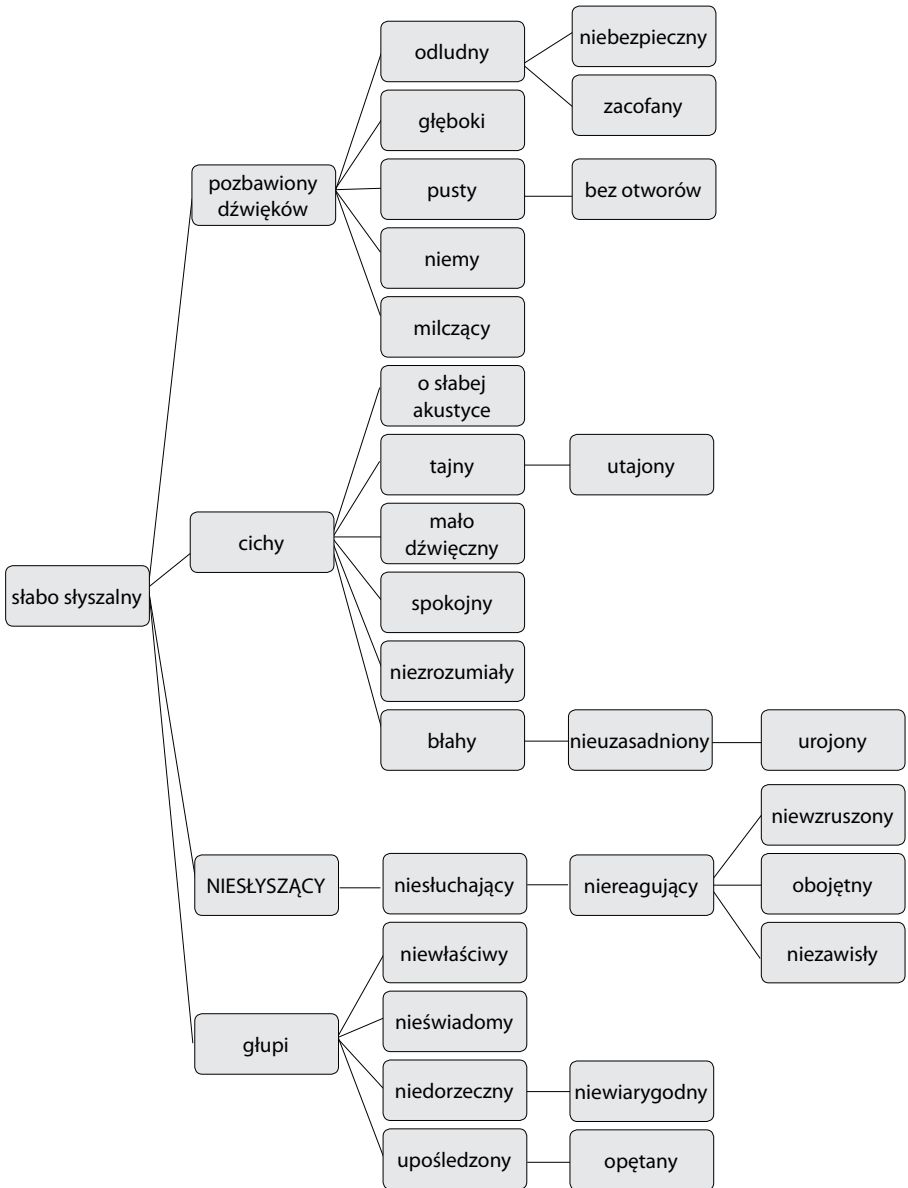 odludny
niebezpieczny
zacofany
głęboki
pozbawiony
dźwięków
pusty
bez otworów
niemy
milczący
o słabej
akustyce
tajny
utajony
cichy
mało
dźwięczny
słabo słyszalny
spokojny
niezrozumiały
błahy
nieuzasadniony
urojony
NIESŁYSZĄCY
niesłuchający
niereagujący
niewzruszony
obojętny
niezawisły
głupi
niewłaściwy
nieświadomy
niedorzeczny
niewiarygodny
upośledzony
opętany